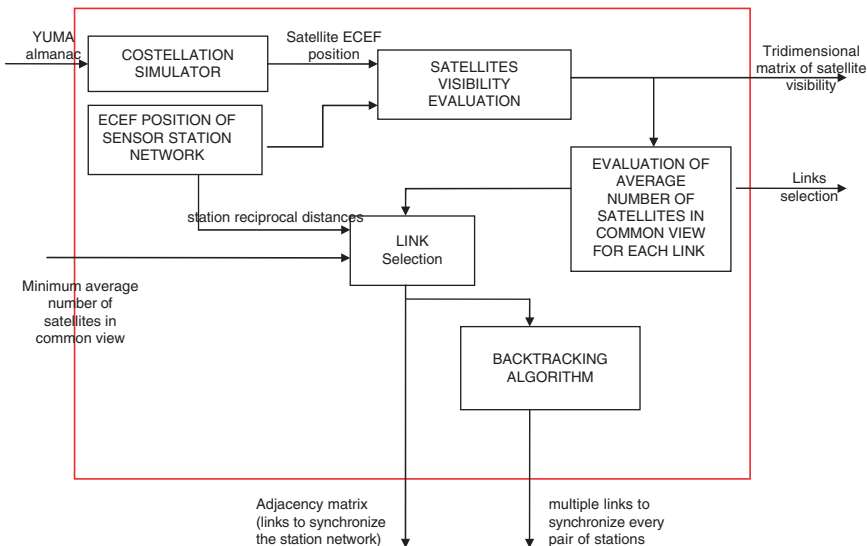 YUMA
almanac
COSTELLATION
SIMULATOR
Satellite ECEF
position
SATELLITES
VISIBILITY
EVALUATION
Tridimensional
matrix of satellite
visibility
ECEF POSITION OF
SENSOR STATION
NETWORK
EVALUATION OF
AVERAGE
NUMBER OF
SATELLITES IN
COMMON VIEW
FOR EACH LINK
Links
selection
station reciprocal distances
LINK
Selection
Minimum average
number of
satellites in
common view
BACKTRACKING
ALGORITHM
Adjacency matrix
(links to synchronize
the station network)
multiple links to
synchronize every
pair of stations